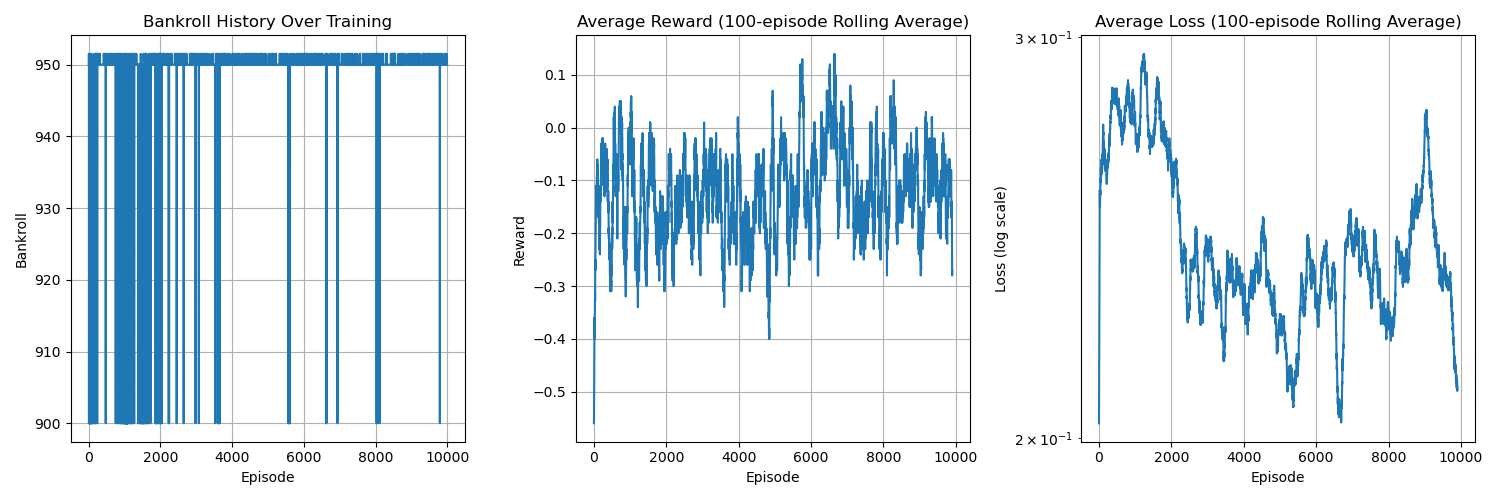 Bankroll History Over Training
Bankroll
950
940
930
920
910
900
0 2000 4000 6000 8000 10000
Episode
Average Reward (100-episode Rolling Average)
Reward
0.1
0.0
−0.1
−0.2
−0.3
−0.4
−0.5
0 2000 4000 6000 8000 10000
Episode
Average Loss (100-episode Rolling Average)
Loss (log scale)
3 × 10⁻¹
2 × 10⁻¹
0 2000 4000 6000 8000 10000
Episode